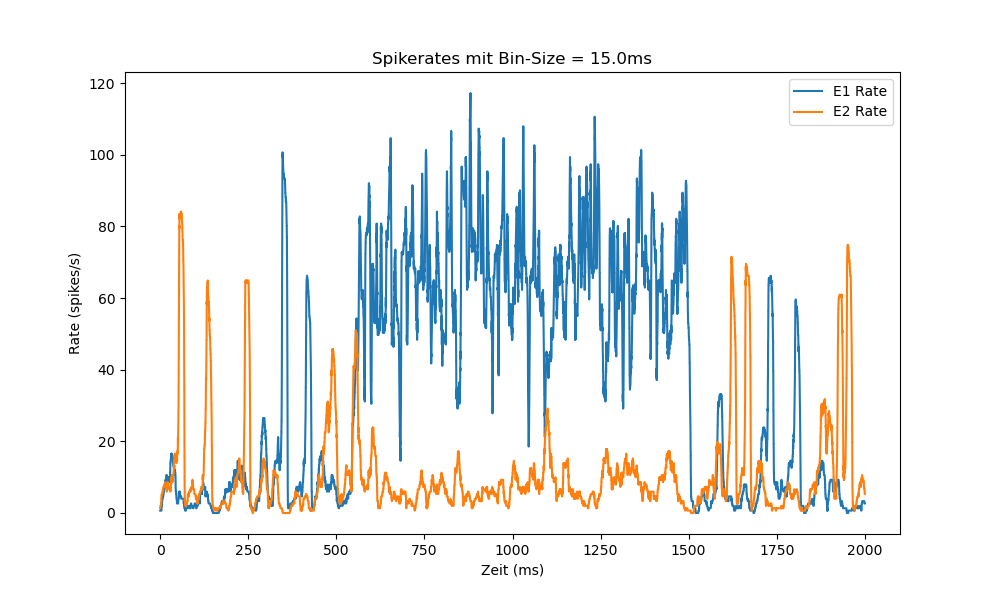 Spikerates mit Bin-Size = 15.0ms
E1 Rate
E2 Rate
120
100
80
60
40
20
0
Rate (spikes/s)
0 250 500 750 1000 1250 1500 1750 2000
Zeit (ms)